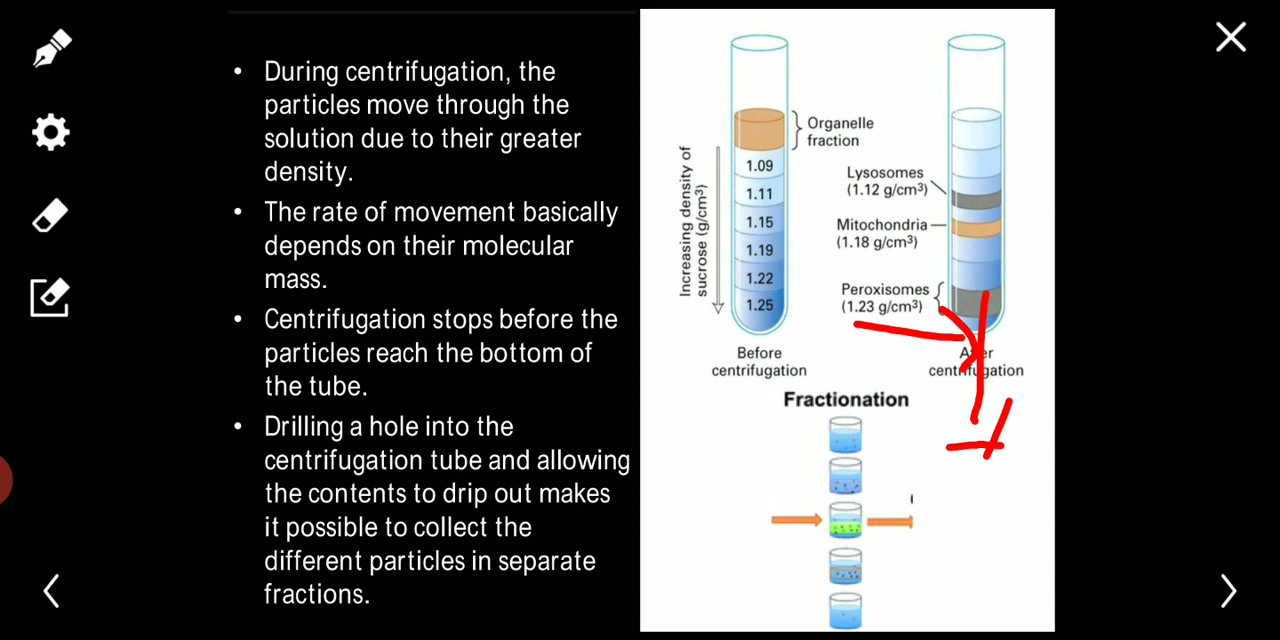 • During centrifugation, the
particles move through the
solution due to their greater
density.
• The rate of movement basically
depends on their molecular
mass.
• Centrifugation stops before the
particles reach the bottom of
the tube.
• Drilling a hole into the
centrifugation tube and allowing
the contents to drip out makes
it possible to collect the
different particles in separate
fractions.
Increasing density of
sucrose (g/cm³)
Organelle
fraction
1.09
1.11
1.15
1.19
1.22
1.25
Before
centrifugation
Lysosomes
(1.12 g/cm³)
Mitochondria
(1.18 g/cm³)
Peroxisomes
(1.23 g/cm³)
After
centrifugation
Fractionation